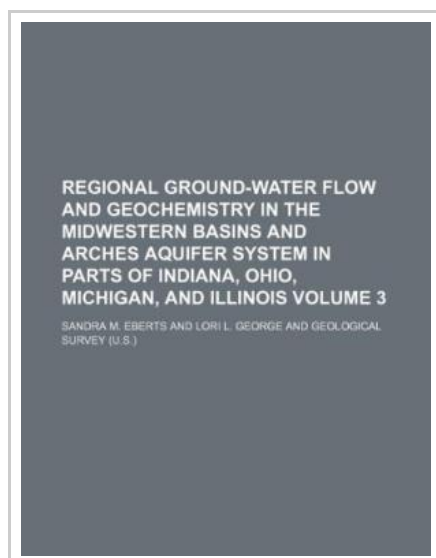 REGIONAL GROUND-WATER FLOW
AND GEOCHEMISTRY IN THE
MIDWESTERN BASINS AND
ARCHES AQUIFER SYSTEM IN
PARTS OF INDIANA, OHIO,
MICHIGAN, AND ILLINOIS VOLUME 3
SANDRA M. EBERTS AND LORI L. GEORGE AND GEOLOGICAL
SURVEY (U.S.)